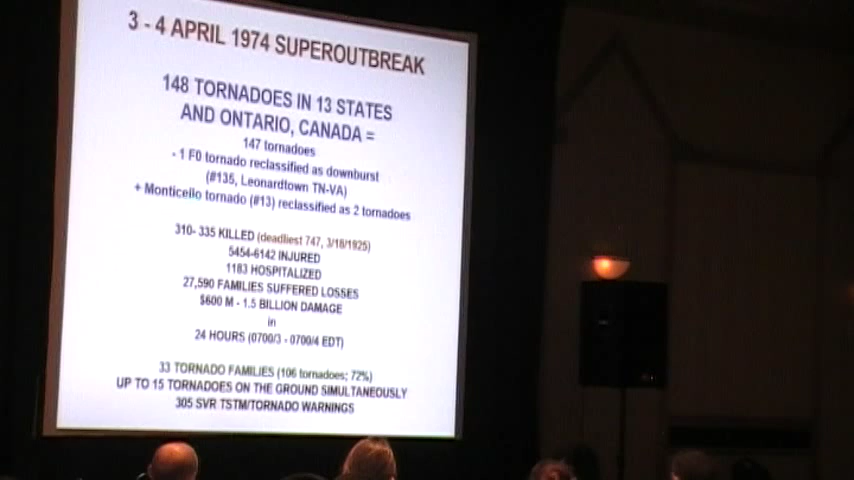 3 - 4 APRIL 1974 SUPEROUTBREAK
148 TORNADOES IN 13 STATES
AND ONTARIO, CANADA =
147 tornadoes
- 1 F0 tornado reclassified as downburst
(#135, Leonardtown TN-VA)
+ Monticello tornado (#13) reclassified as 2 tornadoes
310- 335 KILLED (deadliest 747, 3/18/1925)
5454-6142 INJURED
1183 HOSPITALIZED
27,590 FAMILIES SUFFERED LOSSES
$600 M - 1.5 BILLION DAMAGE
in
24 HOURS (0700/3 - 0700/4 EDT)
33 TORNADO FAMILIES (106 tornadoes; 72%)
UP TO 15 TORNADOES ON THE GROUND SIMULTANEOUSLY
305 SVR TSTM/TORNADO WARNINGS